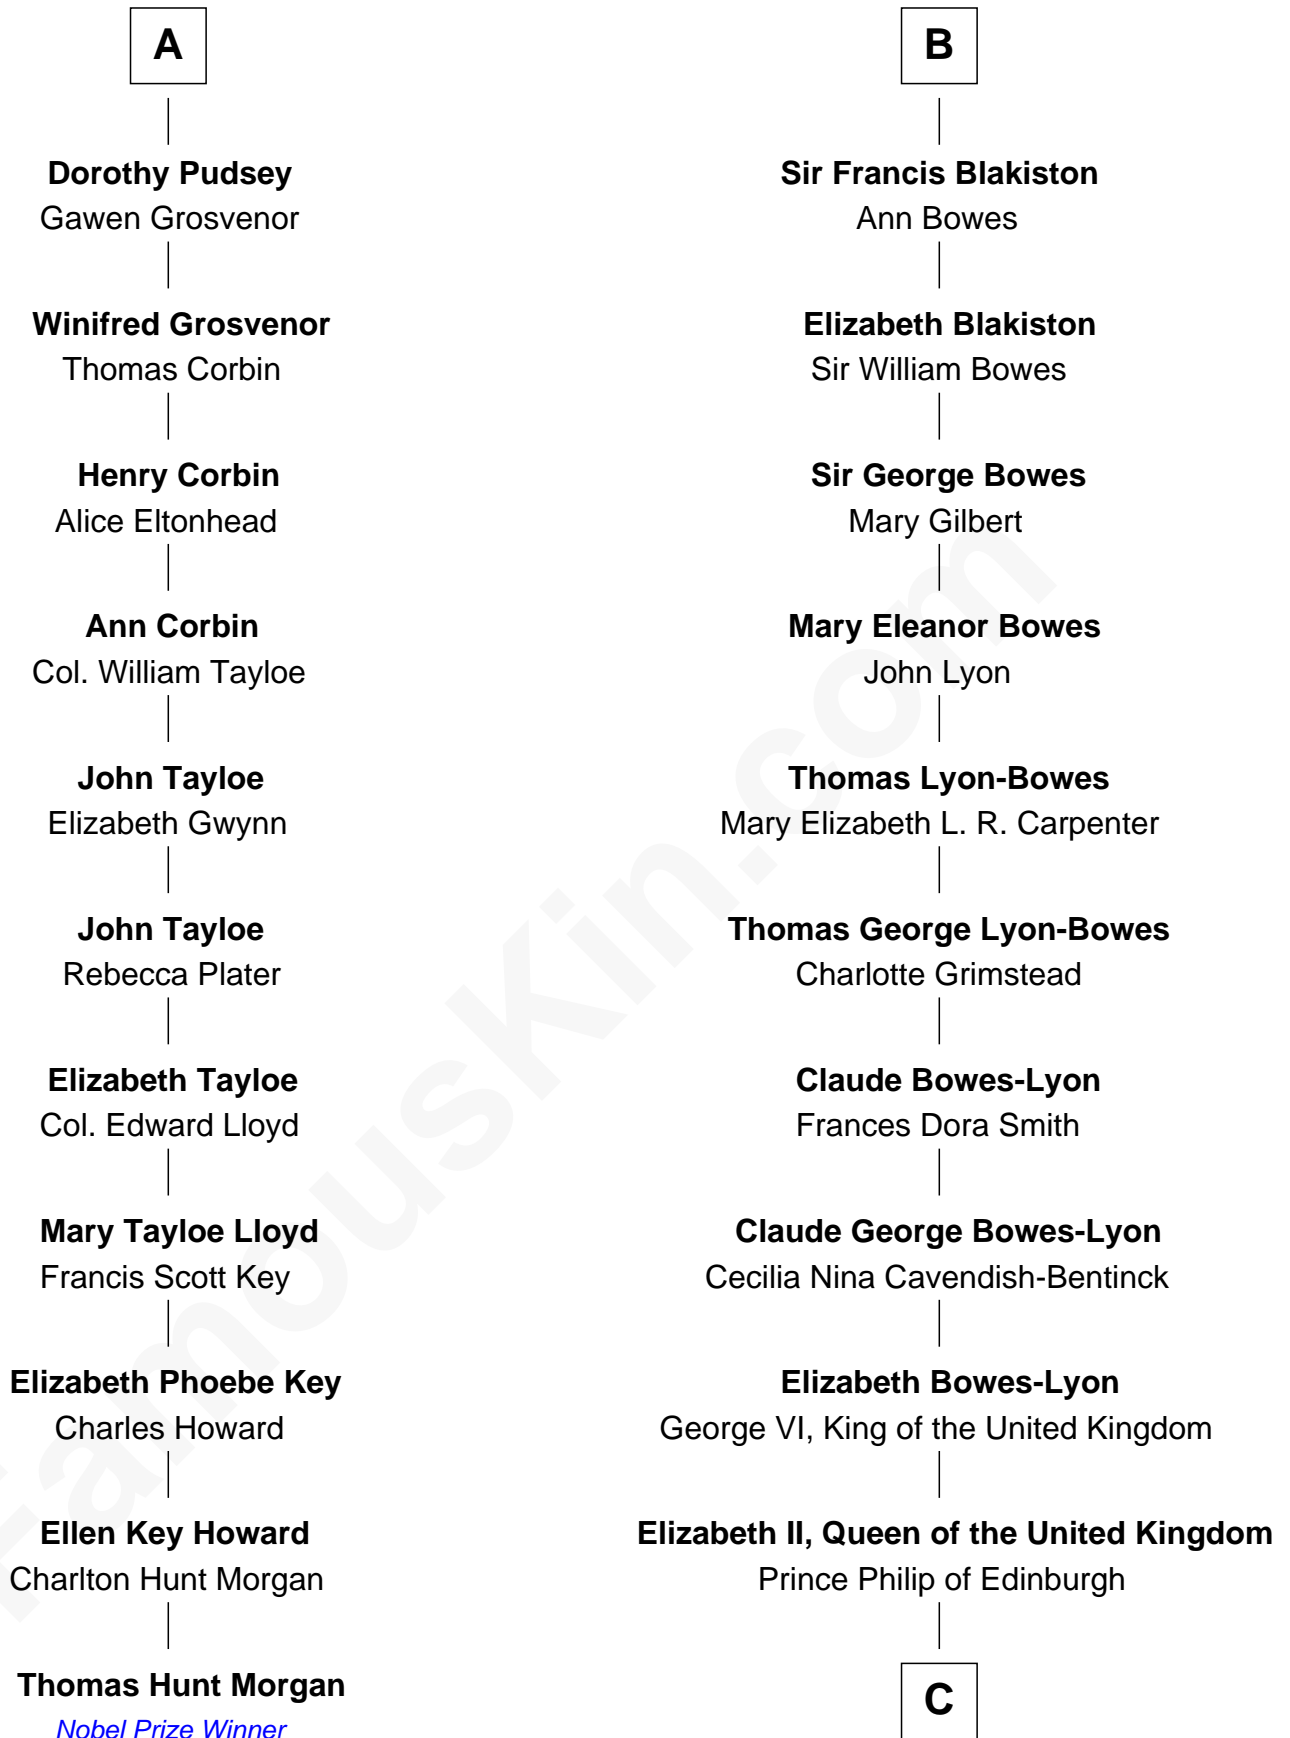 A
Dorothy Pudsey
Gawen Grosvenor
Winifred Grosvenor
Thomas Corbin
Henry Corbin
Alice Eltonhead
Ann Corbin
Col. William Tayloe
John Tayloe
Elizabeth Gwynn
John Tayloe
Rebecca Plater
Elizabeth Tayloe
Col. Edward Lloyd
Mary Tayloe Lloyd
Francis Scott Key
Elizabeth Phoebe Key
Charles Howard
Ellen Key Howard
Charlton Hunt Morgan
Thomas Hunt Morgan
Nobel Prize Winner
B
Sir Francis Blakiston
Ann Bowes
Elizabeth Blakiston
Sir William Bowes
Sir George Bowes
Mary Gilbert
Mary Eleanor Bowes
John Lyon
Thomas Lyon-Bowes
Mary Elizabeth L. R. Carpenter
Thomas George Lyon-Bowes
Charlotte Grimstead
Claude Bowes-Lyon
Frances Dora Smith
Claude George Bowes-Lyon
Cecilia Nina Cavendish-Bentinck
Elizabeth Bowes-Lyon
George VI, King of the United Kingdom
Elizabeth II, Queen of the United Kingdom
Prince Philip of Edinburgh
C
FamousKin.com